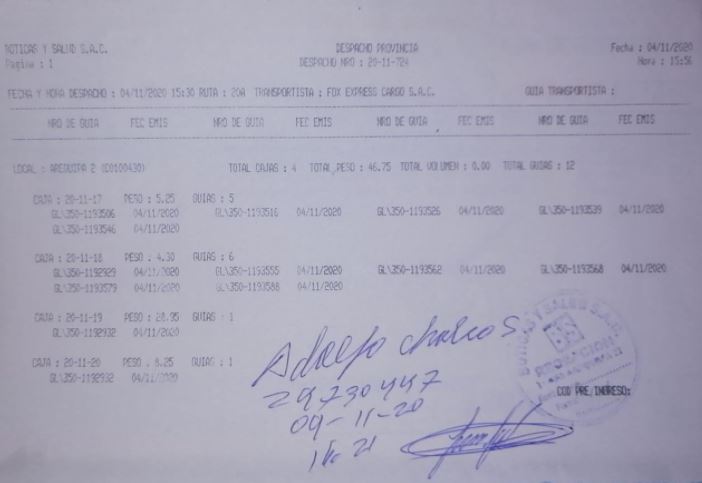 BOTICAS Y SALUD S.A.C. DESPACHO PROVINCIA Fecha : 04/11/2020
Pagina : 1 DESPACHO NRO : 20-11-724 Hora : 15:56
FECHA Y HORA DESPACHO : 04/11/2020 15:30 RUTA : 20A TRANSPORTISTA : FOX EXPRESS CARGO S.A.C. GUIA TRANSPORTISTA :
NRO DE GUIA FEC EMIS NRO DE GUIA FEC EMIS NRO DE GUIA FEC EMIS NRO DE GUIA FEC EMIS
LOCAL : AREQUIPA 2 (C0100430) TOTAL CAJAS : 4 TOTAL PESO : 46.75 TOTAL VOLUMEN : 0.00 TOTAL GUIAS : 12
CAJA : 20-11-17 PESO : 5.25 GUIAS : 5
GL\350-1193506 04/11/2020 GL\350-1193516 04/11/2020 GL\350-1193526 04/11/2020 GL\350-1193539 04/11/2020
GL\350-1193546 04/11/2020
CAJA : 20-11-18 PESO : 4.30 GUIAS : 6
GL\350-1192929 04/11/2020 GL\350-1193555 04/11/2020 GL\350-1193562 04/11/2020 GL\350-1193568 04/11/2020
GL\350-1193579 04/11/2020 GL\350-1193588 04/11/2020
CAJA : 20-11-19 PESO : 28.95 GUIAS : 1
GL\350-1192932 04/11/2020
CAJA : 20-11-20 PESO : 8.25 GUIAS : 1
GL\350-1192932 04/11/2020
BOTICAS Y SALUD S.A.C.
COD PRE/INGRESO:
Adolfo
29730447
04-11-20